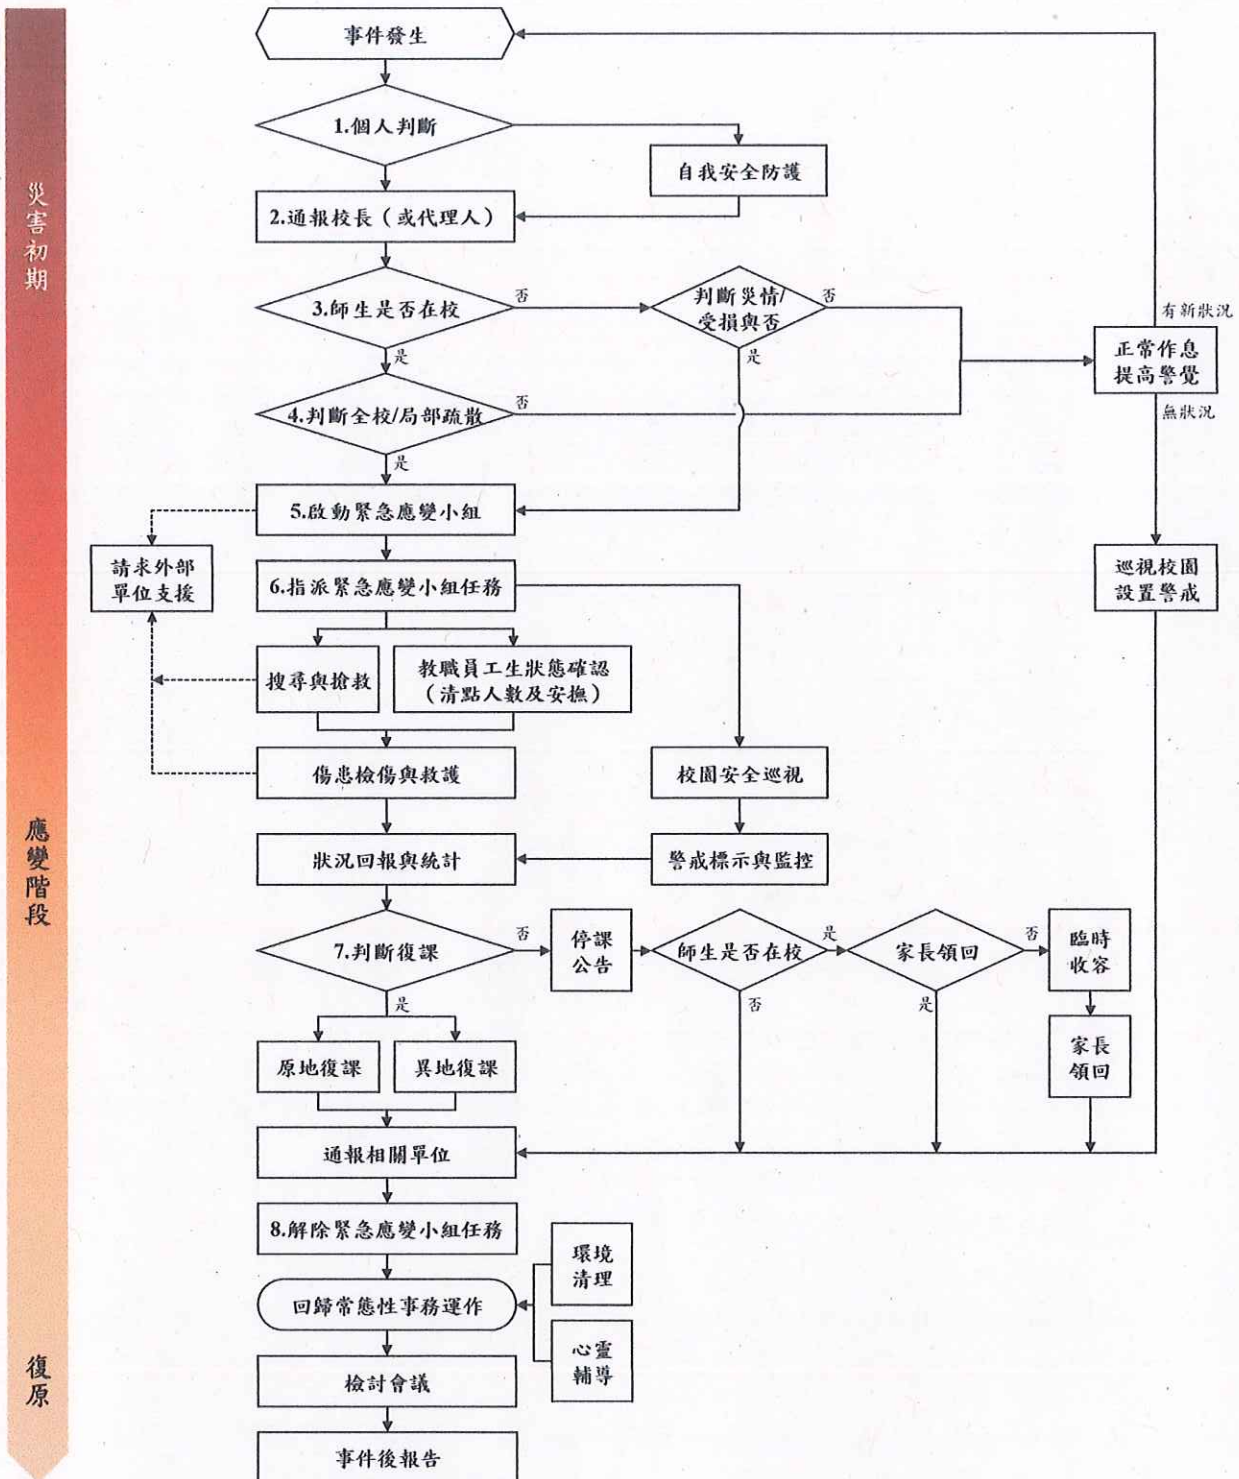 事件發生
1.個人判斷
自我安全防護
災害初期
2.通報校長（或代理人）
3.師生是否在校
否
判斷災情/
受損與否
否
有新狀況
正常作息
提高警覺
是
是
4.判斷全校/局部疏散
否
無狀況
是
5.啟動緊急應變小組
請求外部
單位支援
6.指派緊急應變小組任務
巡視校園
設置警戒
搜尋與搶救
教職員工生狀態確認
（清點人數及安撫）
傷患檢傷與救護
校園安全巡視
應變階段
狀況回報與統計
警戒標示與監控
7.判斷復課
否
停課
公告
師生是否在校
是
家長領回
否
臨時
收容
是
否
是
原地復課
異地復課
家長
領回
通報相關單位
8.解除緊急應變小組任務
環境
清理
回歸常態性事務運作
心靈
輔導
復原
檢討會議
事件後報告